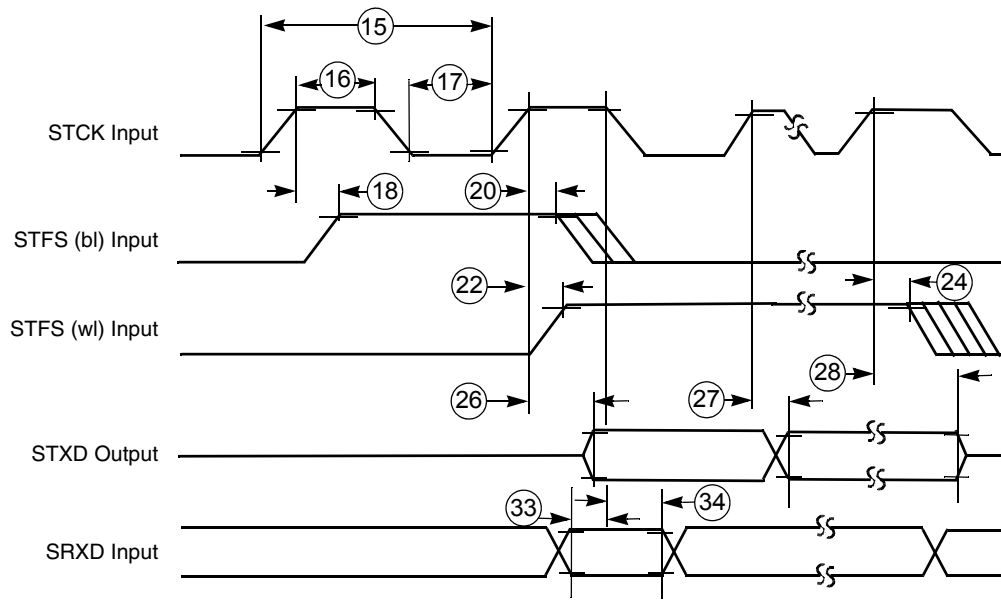 15
16
17
STCK Input
18
20
STFS (bl) Input
22
24
STFS (wl) Input
26
27
28
STXD Output
33
34
SRXD Input